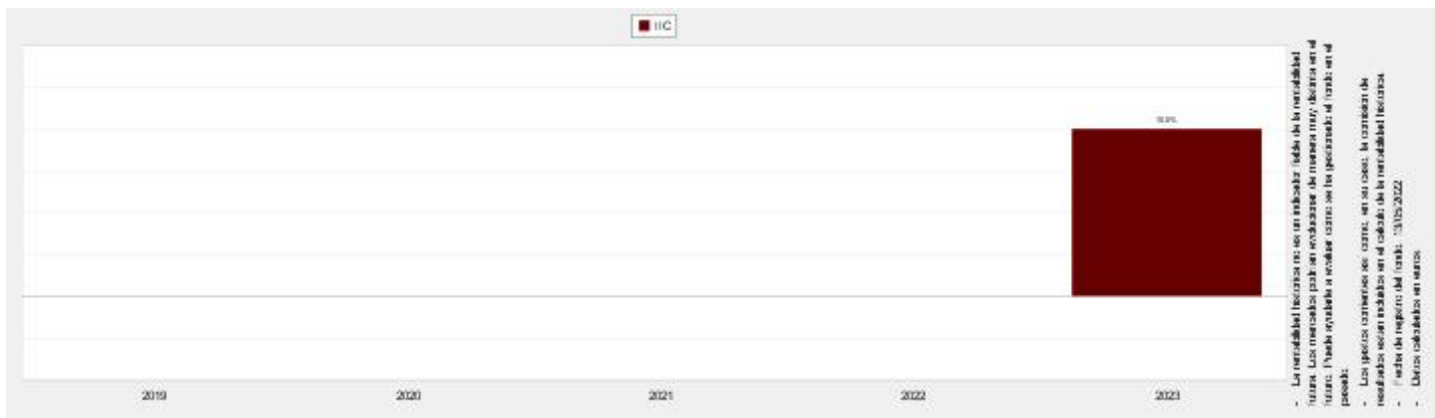 IIC
2019
2020
2021
2022
2023
- La rentabilidad histórica no es un indicador fiable de la rentabilidad
futura. Los mercados podrían evolucionar de manera muy distinta en el
futuro. Puede ayudarle a evaluar cómo se ha gestionado el fondo en el
pasado.
- Los gastos corrientes así como, en su caso, la comisión de
resultados están incluidos en el cálculo de la rentabilidad histórica.
- Fecha de registro del fondo: 13/05/2022
- Datos calculados en euros